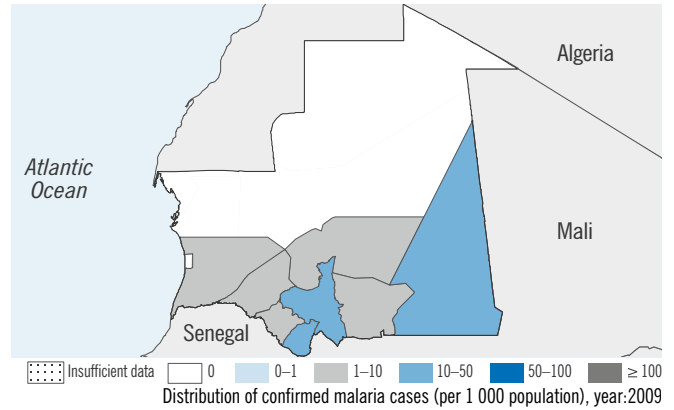 Algeria
Atlantic
Ocean
Mali
Senegal
Insufficient data 0 0–1 1–10 10–50 50–100 ≥ 100
Distribution of confirmed malaria cases (per 1 000 population), year:2009